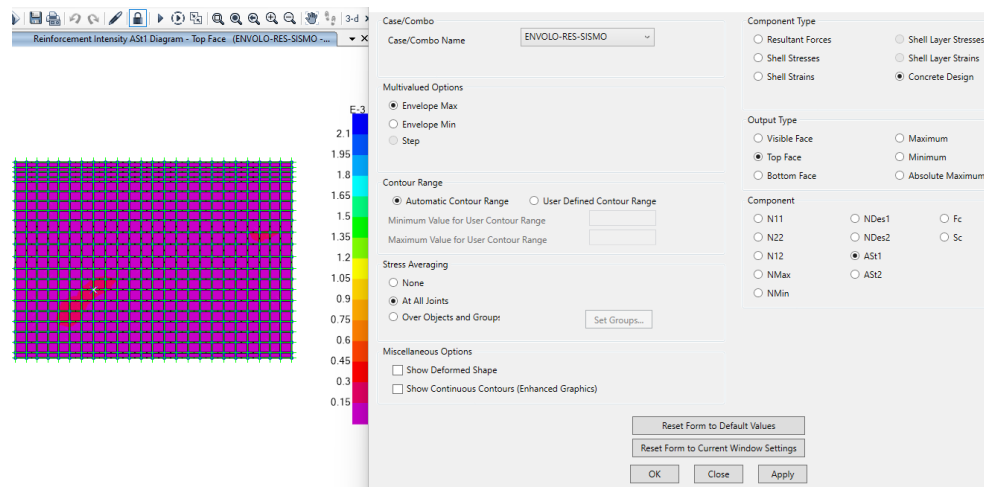 3-d
Reinforcement Intensity ASt1 Diagram - Top Face (ENVOLO-RES-SISMO -...
E-3
2.1
1.95
1.8
1.65
1.5
1.35
1.2
1.05
0.9
0.75
0.6
0.45
0.3
0.15
Case/Combo
Case/Combo Name
ENVOLO-RES-SISMO
Multivalued Options
Envelope Max
Envelope Min
Step
Contour Range
Automatic Contour Range
User Defined Contour Range
Minimum Value for User Contour Range
Maximum Value for User Contour Range
Stress Averaging
None
At All Joints
Over Objects and Groups
Set Groups...
Miscellaneous Options
Show Deformed Shape
Show Continuous Contours (Enhanced Graphics)
Component Type
Resultant Forces
Shell Layer Stresses
Shell Stresses
Shell Layer Strains
Shell Strains
Concrete Design
Output Type
Visible Face
Maximum
Top Face
Minimum
Bottom Face
Absolute Maximum
Component
N11
NDes1
Fc
N22
NDes2
Sc
N12
ASt1
NMax
ASt2
NMin
Reset Form to Default Values
Reset Form to Current Window Settings
OK
Close
Apply